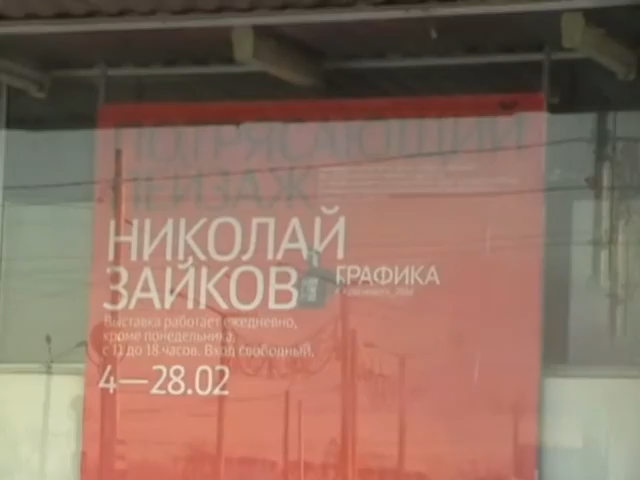 ПОТРЯСАЮЩИЙ
ПЕЙЗАЖ
НИКОЛАЙ
ЗАЙКОВ
ГРАФИКА
Выставка работает ежедневно,
кроме понедельника,
с 11 до 18 часов. Вход свободный.
4—28.02